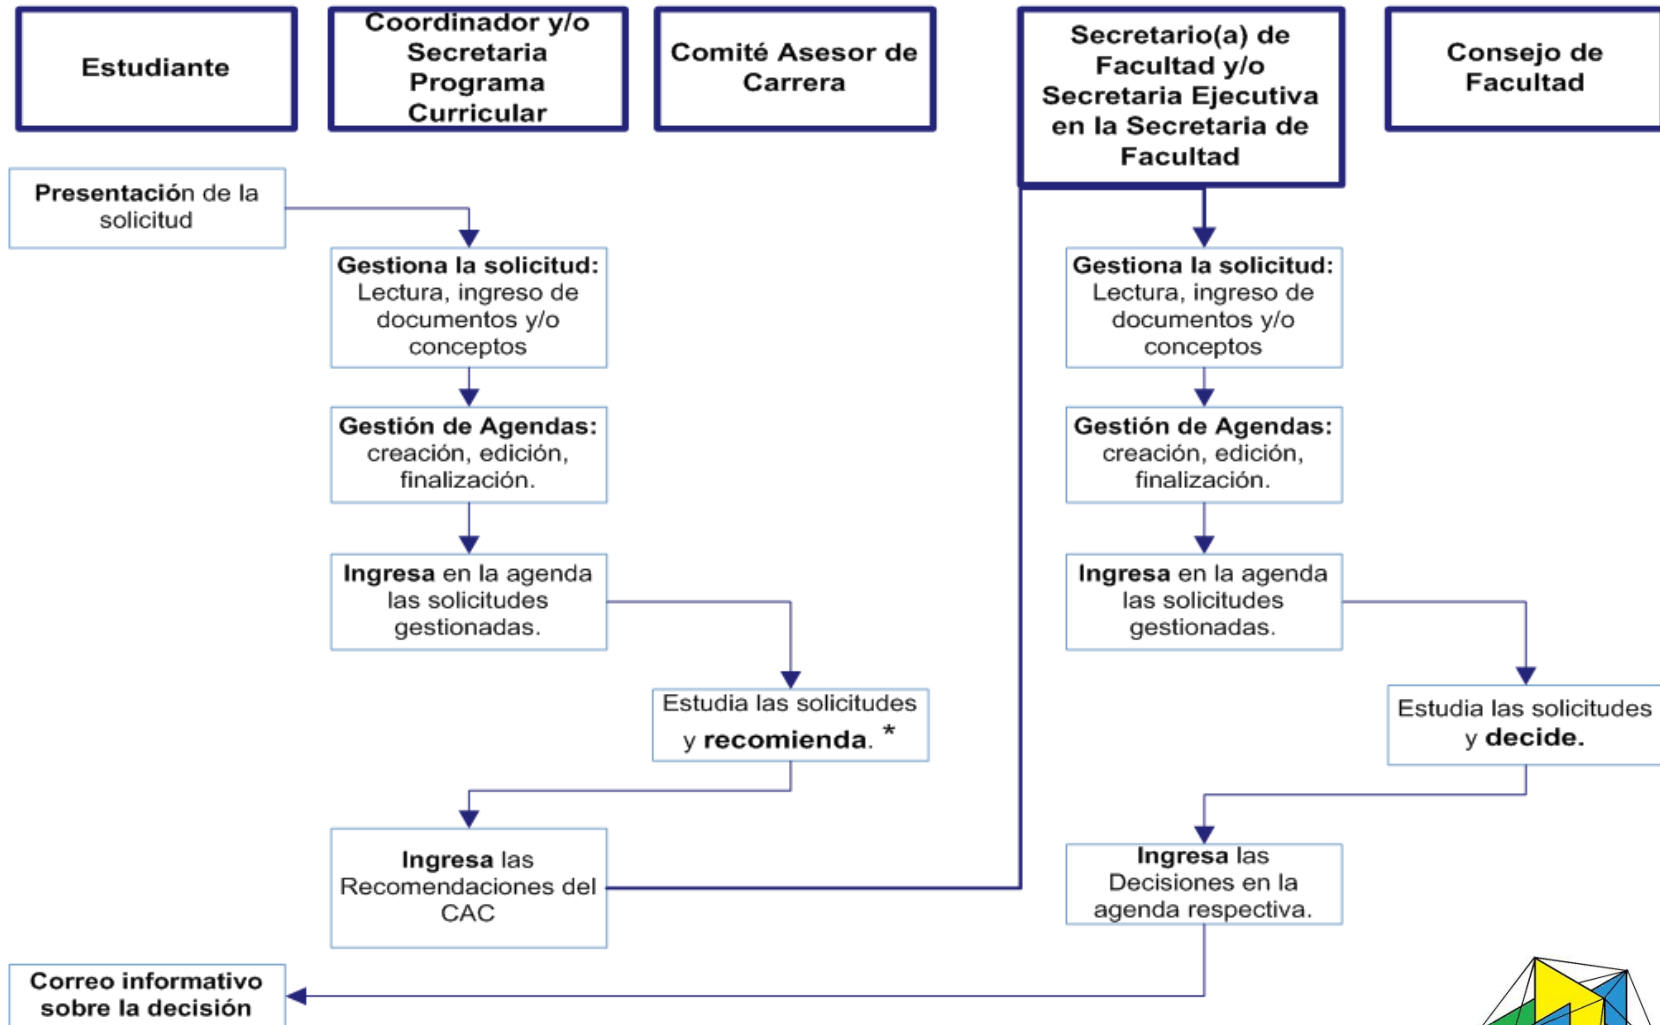 Estudiante
Coordinador y/o
Secretaria
Programa
Curricular
Comité Asesor de
Carrera
Secretario(a) de
Facultad y/o
Secretaria Ejecutiva
en la Secretaria de
Facultad
Consejo de
Facultad
Presentación de la
solicitud
Gestiona la solicitud:
Lectura, ingreso de
documentos y/o
conceptos
Gestión de Agendas:
creación, edición,
finalización.
Ingresa en la agenda
las solicitudes
gestionadas.
Estudia las solicitudes
y recomienda. *
Ingresa las
Recomendaciones del
CAC
Gestiona la solicitud:
Lectura, ingreso de
documentos y/o
conceptos
Gestión de Agendas:
creación, edición,
finalización.
Ingresa en la agenda
las solicitudes
gestionadas.
Estudia las solicitudes
y decide.
Ingresa las
Decisiones en la
agenda respectiva.
Correo informativo
sobre la decisión